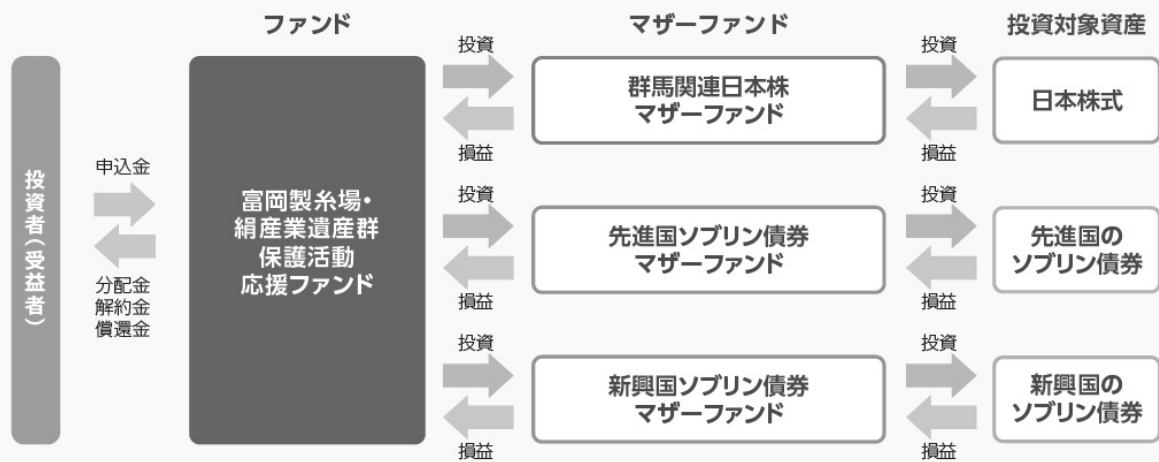 ファンド
マザーファンド
投資対象資産
投資者（受益者）
申込金
分配金
解約金
償還金
富岡製糸場・
絹産業遺産群
保護活動
応援ファンド
投資
損益
群馬関連日本株
マザーファンド
投資
損益
日本株式
投資
損益
先進国ソブリン債券
マザーファンド
投資
損益
先進国の
ソブリン債券
投資
損益
新興国ソブリン債券
マザーファンド
投資
損益
新興国の
ソブリン債券